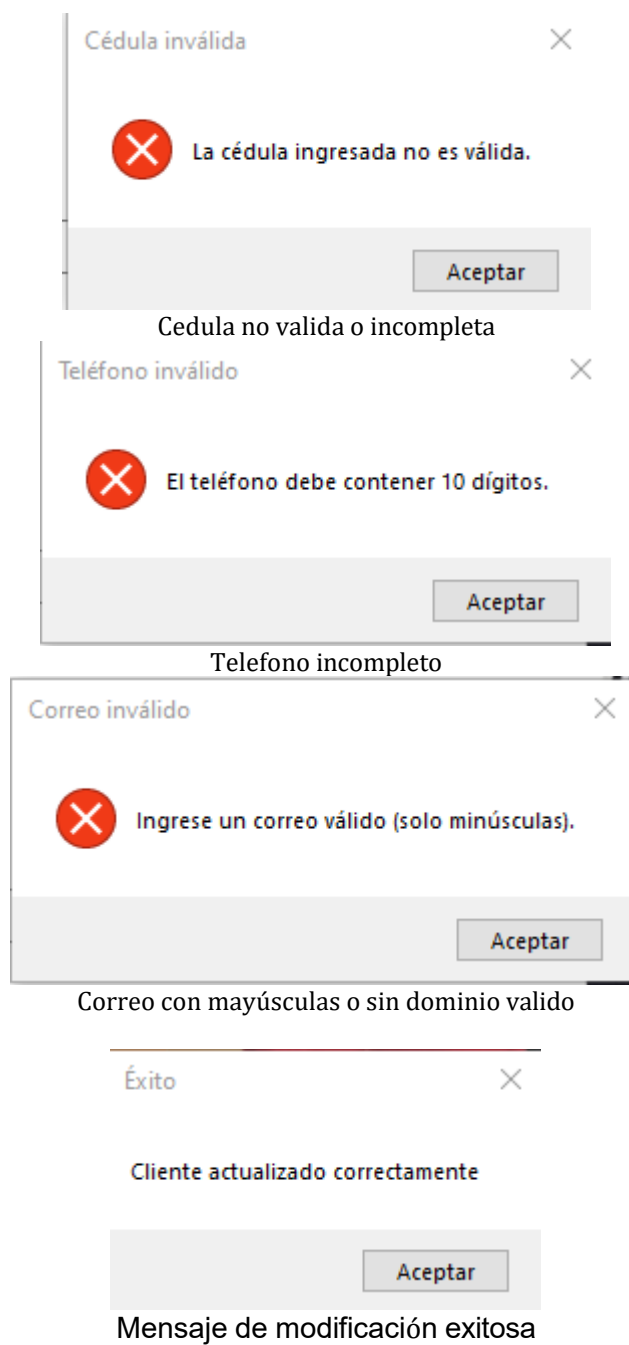 Cédula inválida
La cédula ingresada no es válida.
Aceptar
Cedula no valida o incompleta
Teléfono inválido
El teléfono debe contener 10 dígitos.
Aceptar
Telefono incompleto
Correo inválido
Ingrese un correo válido (solo minúsculas).
Aceptar
Correo con mayúsculas o sin dominio valido
Éxito
Cliente actualizado correctamente
Aceptar
Mensaje de modificación exitosa